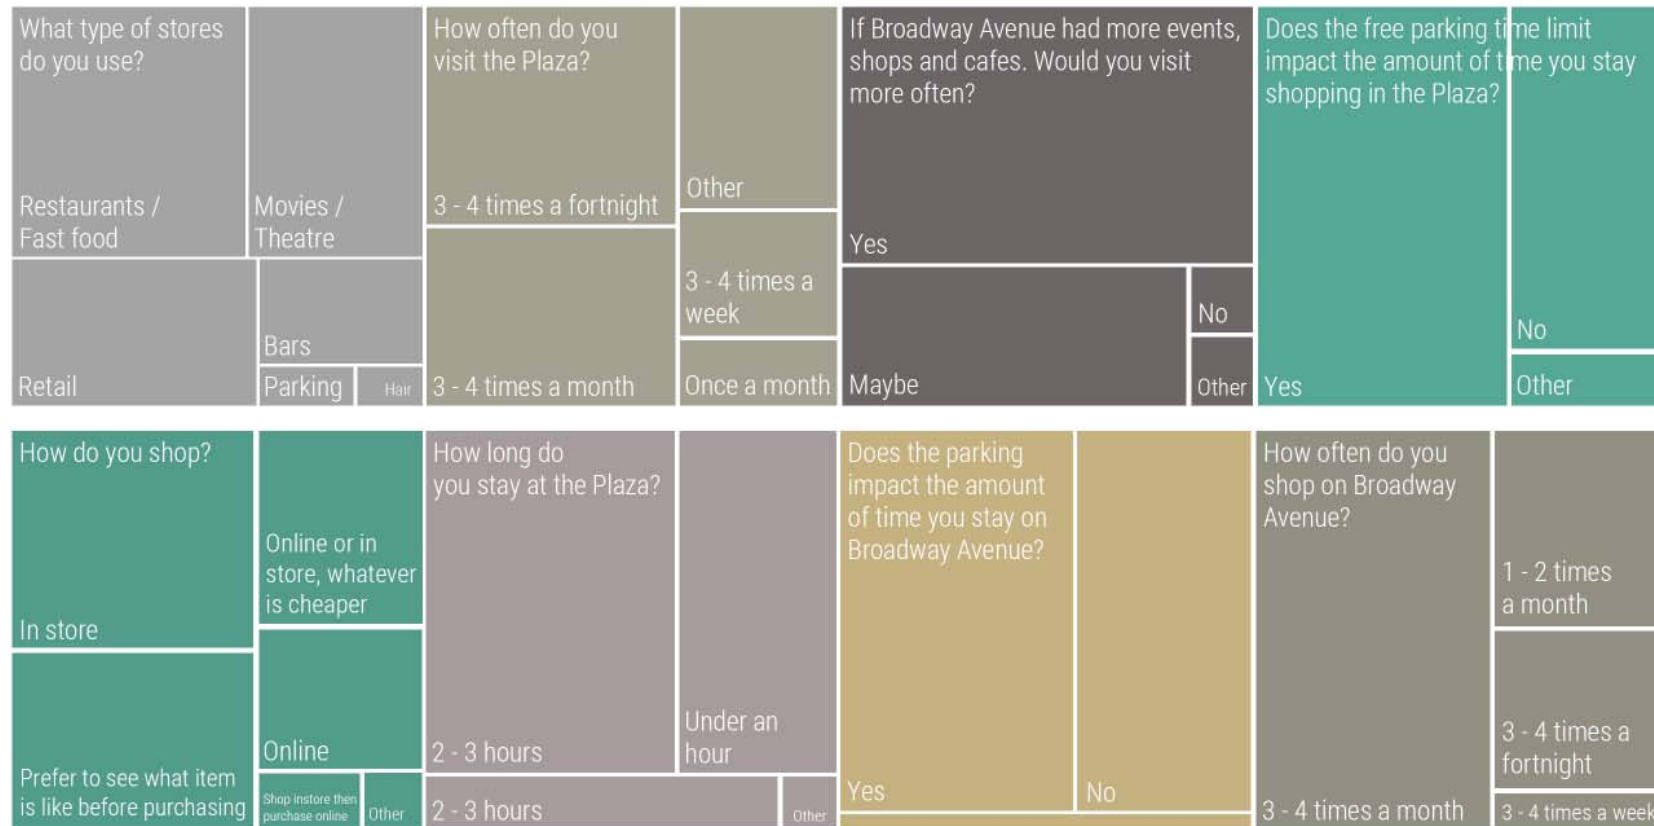 What type of stores
do you use?
Restaurants /
Fast food
Movies /
Theatre
Retail
Bars
Parking
Hair
How often do you
visit the Plaza?
3 - 4 times a fortnight
Other
3 - 4 times a
week
3 - 4 times a month
Once a month
If Broadway Avenue had more events,
shops and cafes. Would you visit
more often?
Yes
Maybe
No
Other
Does the free parking time limit
impact the amount of time you stay
shopping in the Plaza?
Yes
No
Other
How do you shop?
In store
Online or in
store, whatever
is cheaper
Online
Prefer to see what item
is like before purchasing
Shop instore then
purchase online
Other
How long do
you stay at the Plaza?
2 - 3 hours
Under an
hour
2 - 3 hours
Other
Does the parking
impact the amount
of time you stay on
Broadway Avenue?
Yes
No
How often do you
shop on Broadway
Avenue?
3 - 4 times a month
1 - 2 times
a month
3 - 4 times a
fortnight
3 - 4 times a week